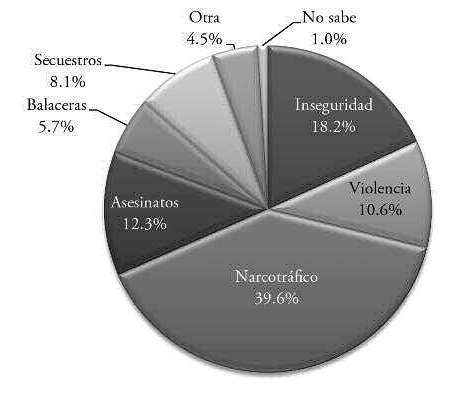 Otra
4.5%
No sabe
1.0%
Secuestros
8.1%
Balaceras
5.7%
Inseguridad
18.2%
Violencia
10.6%
Asesinatos
12.3%
Narcotráfico
39.6%